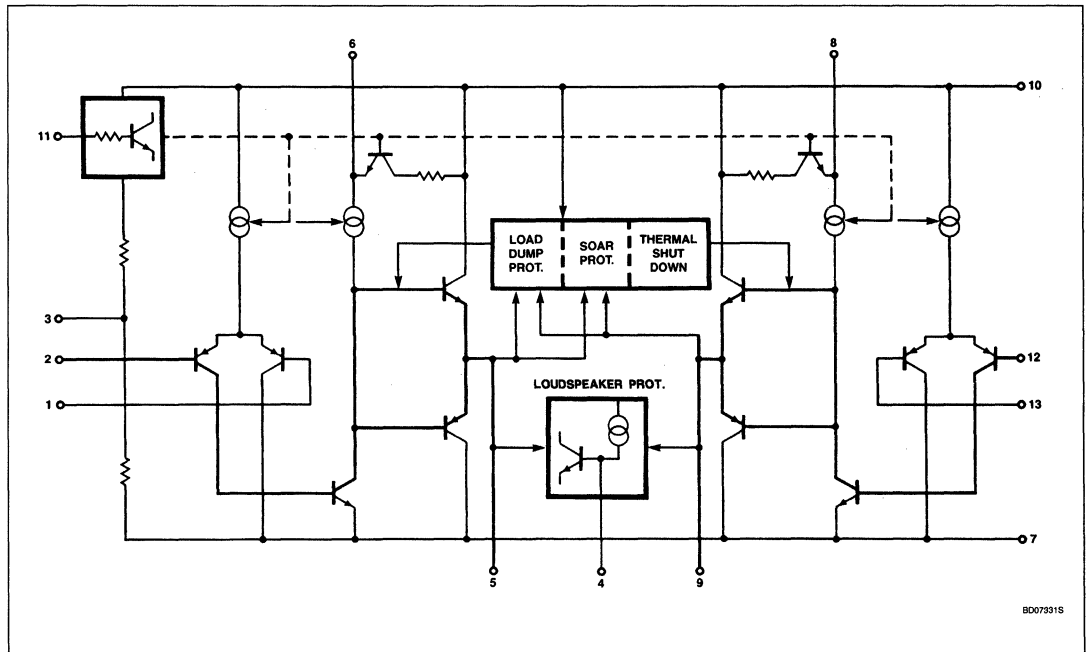 6
8
10
11
LOAD DUMP PROT.
SOAR PROT.
THERMAL SHUT DOWN
3
2
12
1
13
LOUDSPEAKER PROT.
7
5
4
9
BD07331S